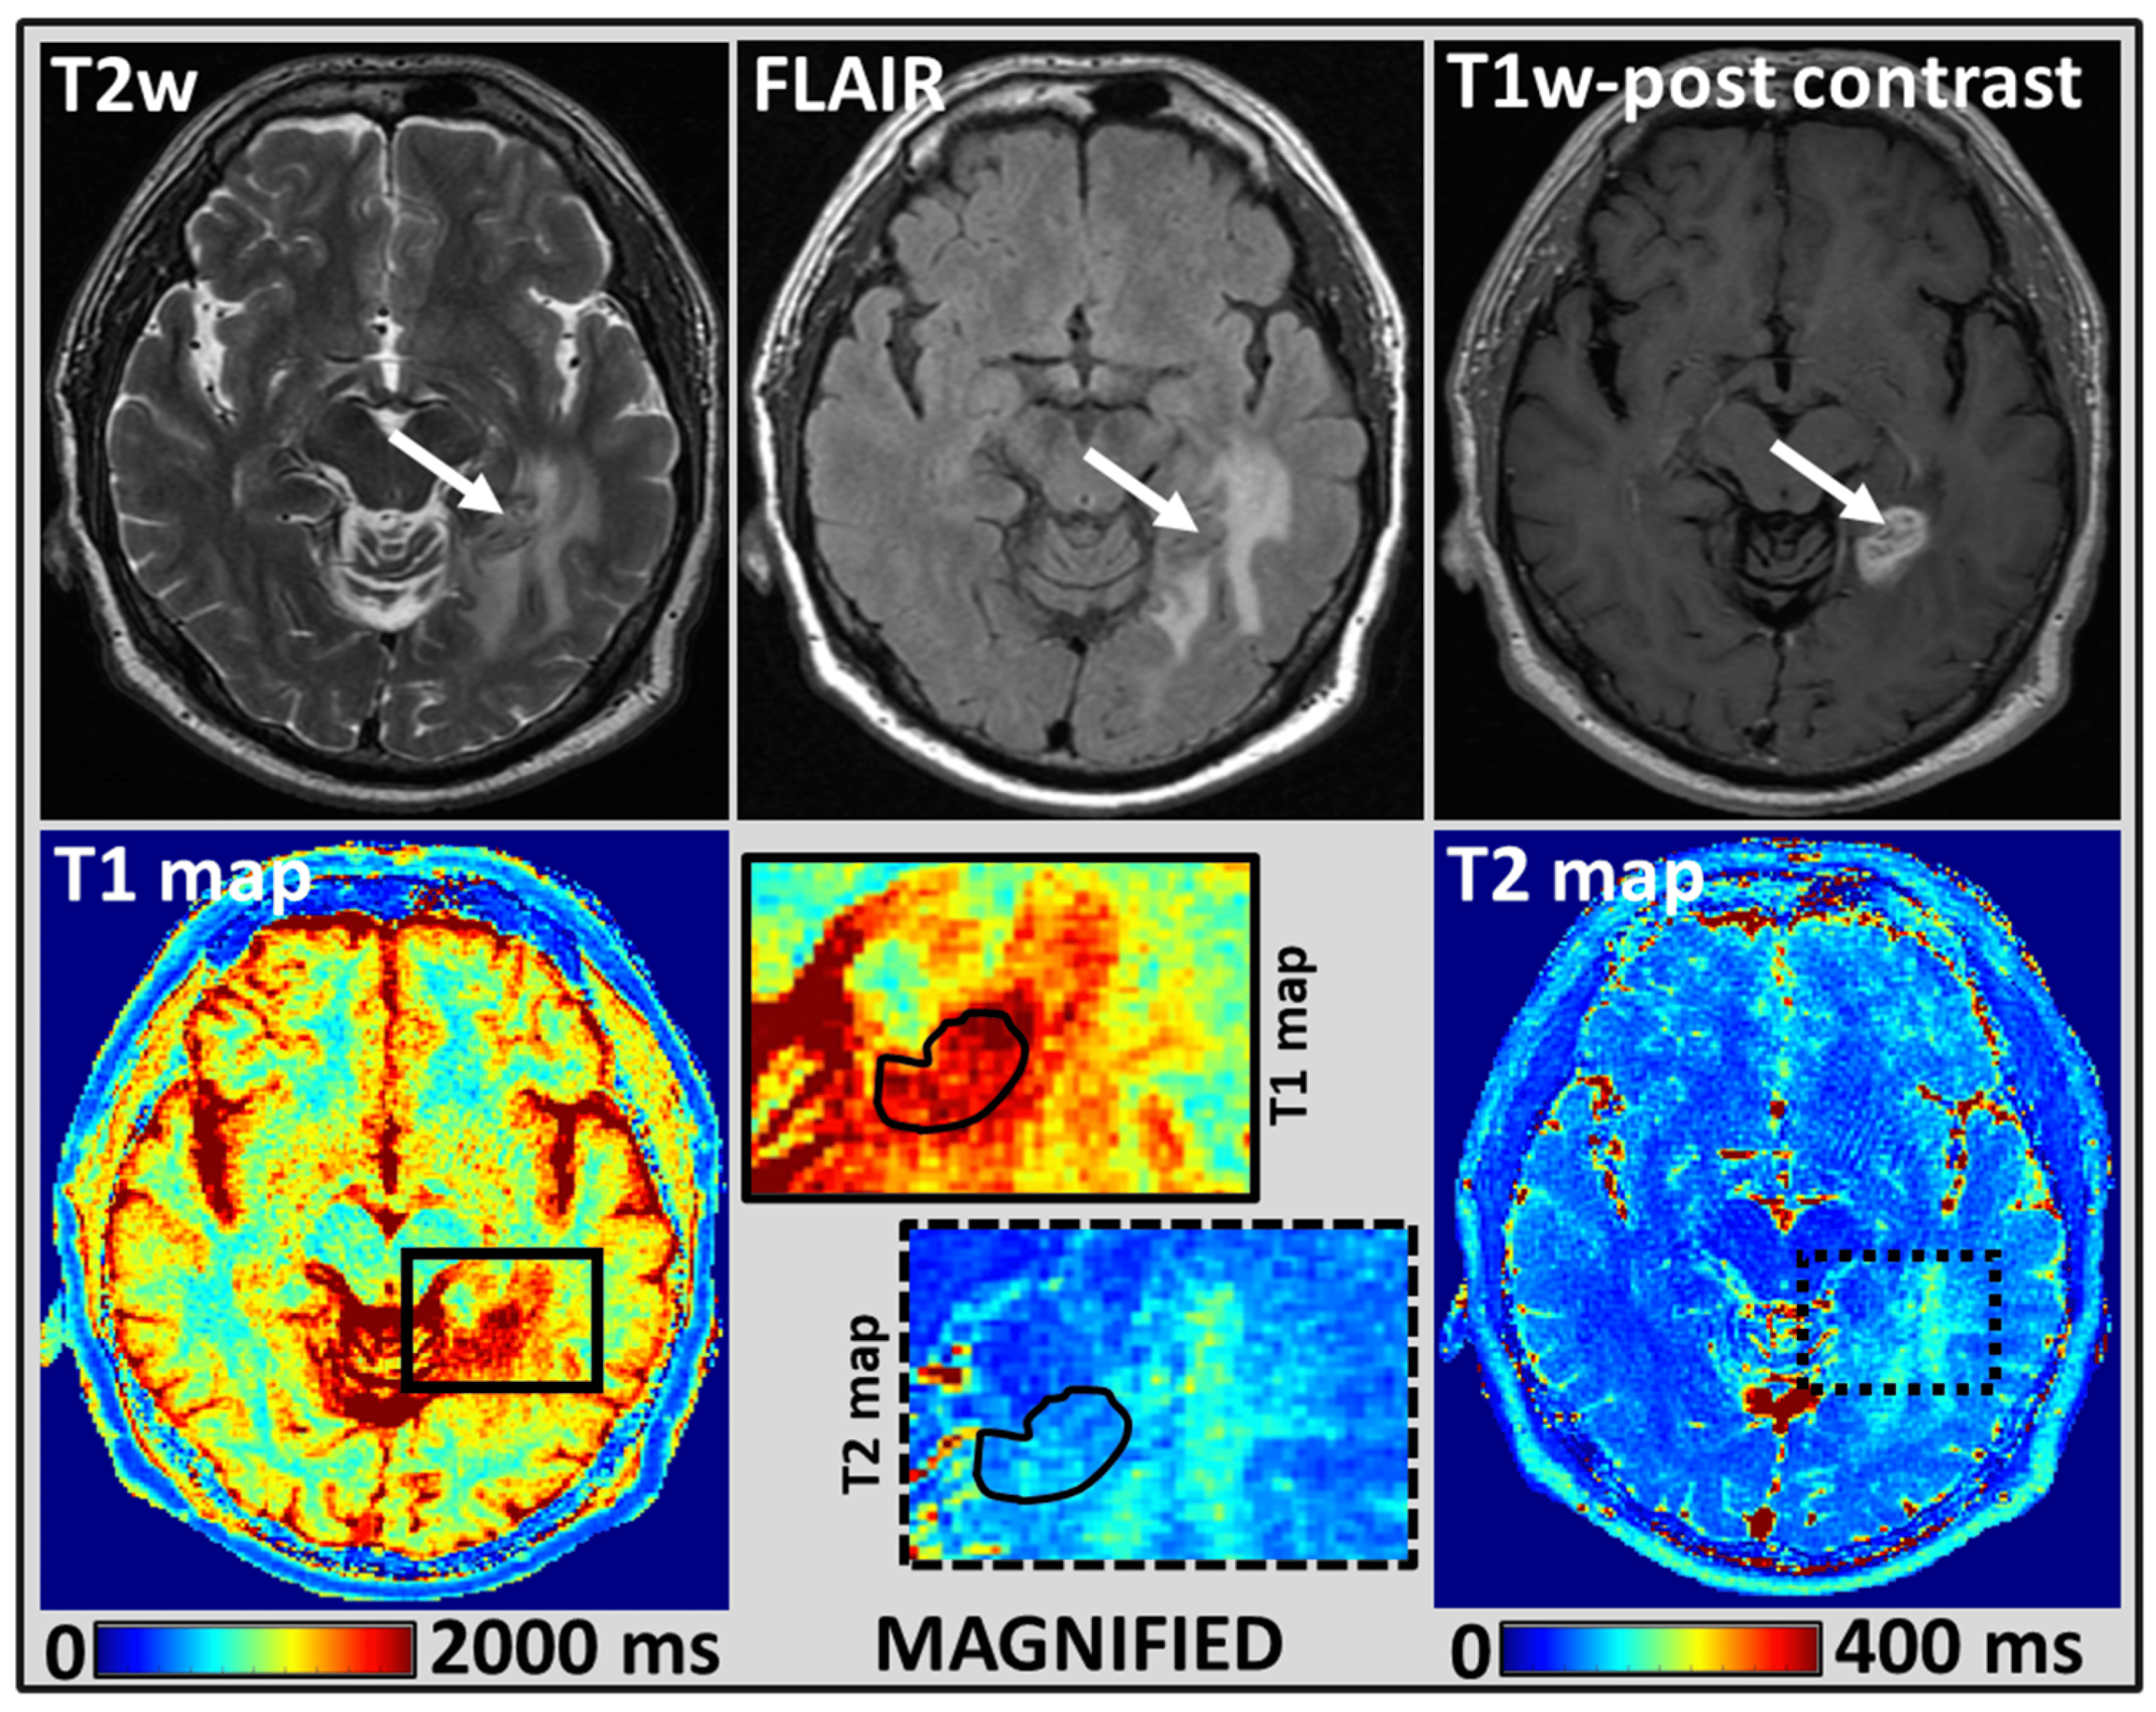 T2w
FLAIR
T1w-post contrast
T1 map
T1 map
T2 map
T2 map
0
2000 ms
MAGNIFIED
0
400 ms